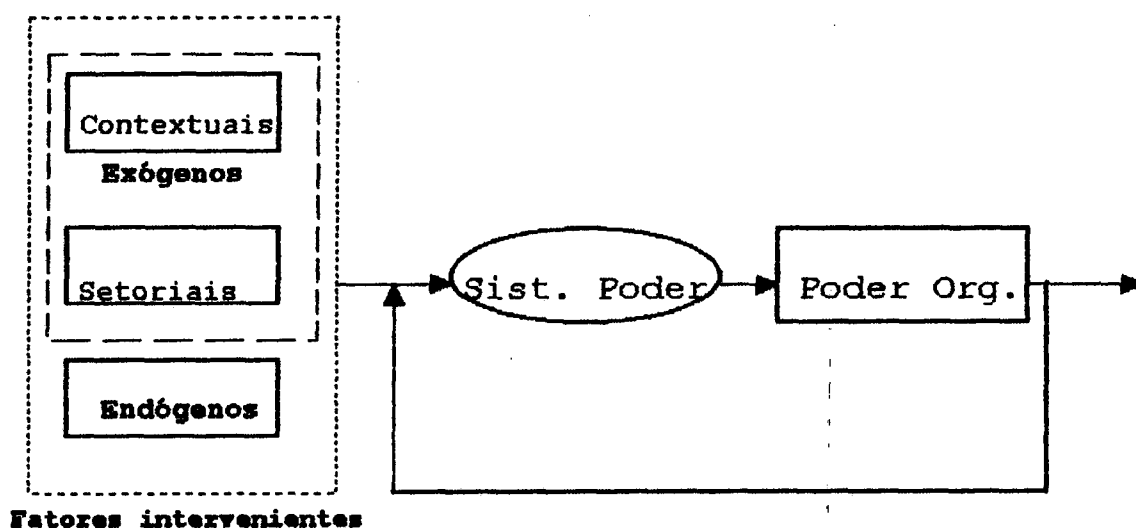 Contextuais
Exógenos
Setoriais
Sist. Poder
Poder Org.
Endógenos
Fatores intervenientes